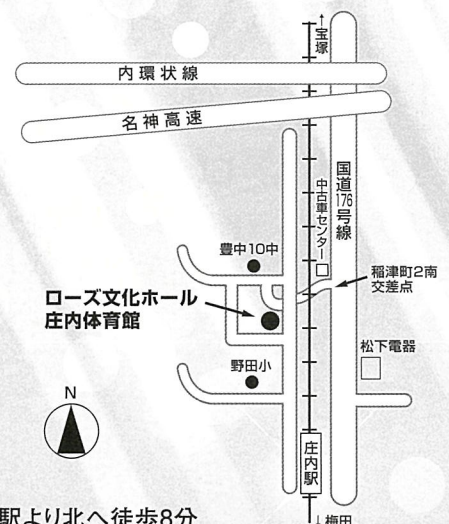 ↑宝塚
内環状線
名神高速
国道176号線
中古車センター
豊中10中
稲津町2南
交差点
ローズ文化ホール
庄内体育館
松下電器
野田小
N
庄内駅
駅より北へ徒歩8分
↓梅田